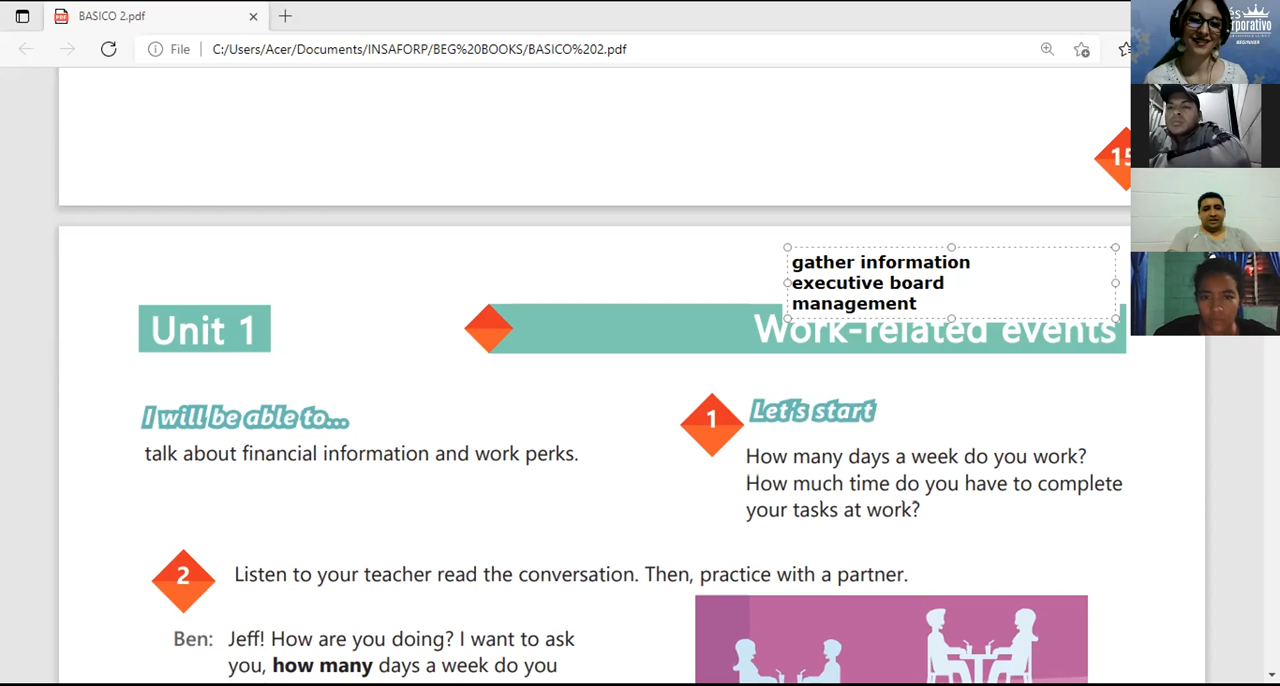 BASICO 2.pdf
File
C:/Users/Acer/Documents/INSAFORP/BEG%20BOOKS/BASICO%202.pdf
és
rporativo
BEGINNER
15
gather information
executive board
management
Unit 1
Work-related events
I will be able to...
talk about financial information and work perks.
1
Let's start
How many days a week do you work?
How much time do you have to complete
your tasks at work?
2
Listen to your teacher read the conversation. Then, practice with a partner.
Ben: Jeff! How are you doing? I want to ask
you, how many days a week do you